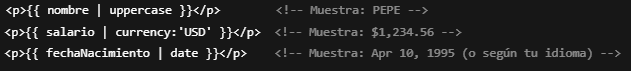 <p>{{ nombre | uppercase }}</p>       <!-- Muestra: PEPE -->
<p>{{ salario | currency:'USD' }}</p>  <!-- Muestra: $1,234.56 -->
<p>{{ fechaNacimiento | date }}</p>    <!-- Muestra: Apr 10, 1995 (o según tu idioma) -->